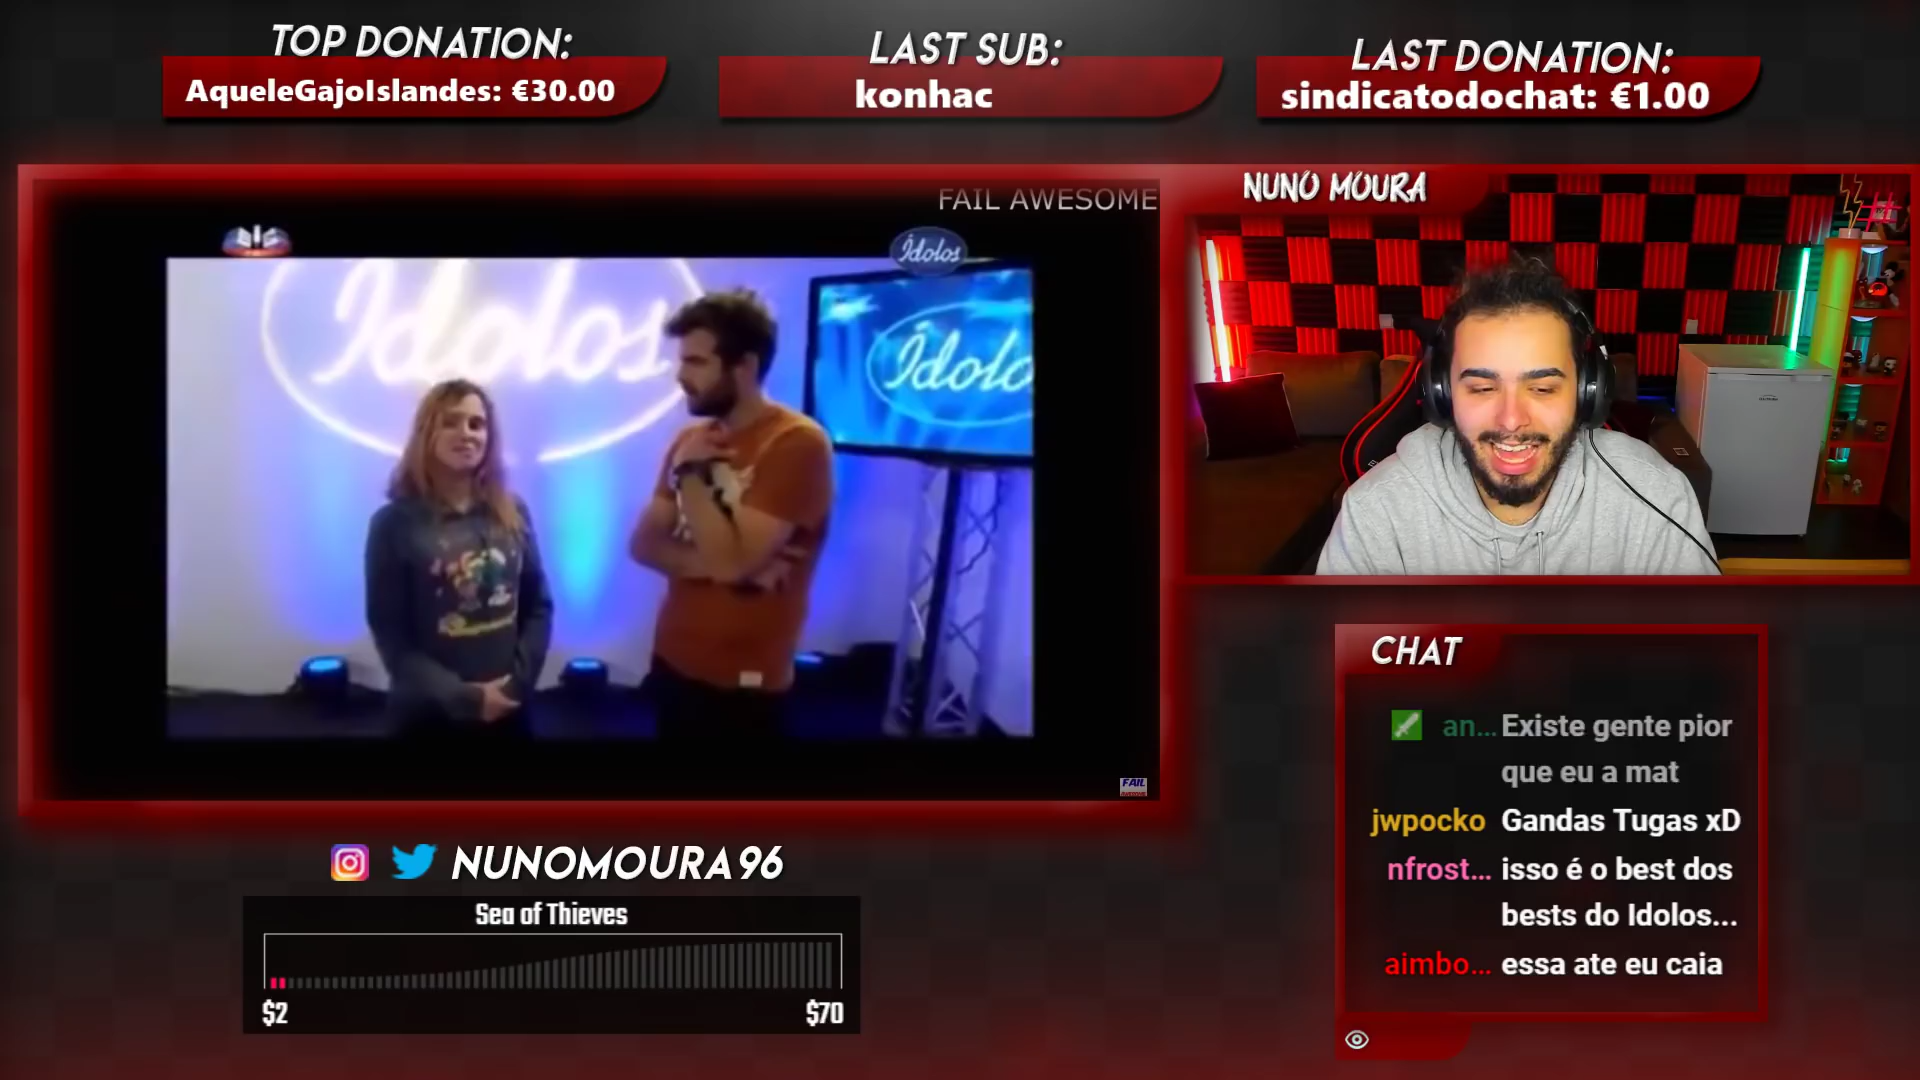 TOP DONATION:
AqueleGajoIslandes: €30.00
LAST SUB:
konhac
LAST DONATION:
sindicatodochat: €1.00
FAIL AWESOME
SIC
Ídolos
Ídolos
Ídolo
FAIL
NUNO MOURA
CHAT
an... Existe gente pior
que eu a mat
jwpocko Gandas Tugas xD
nfrost... isso é o best dos
bests do Idolos...
aimbo... essa ate eu caia
NUNOMOURA96
Sea of Thieves
$2 $70